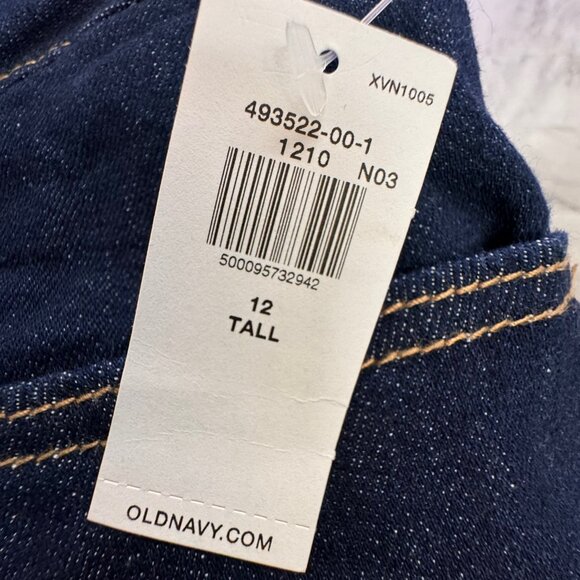 XVN1005
493522-00-1
1210 N03
500095732942
12
TALL
OLDNAVY.COM